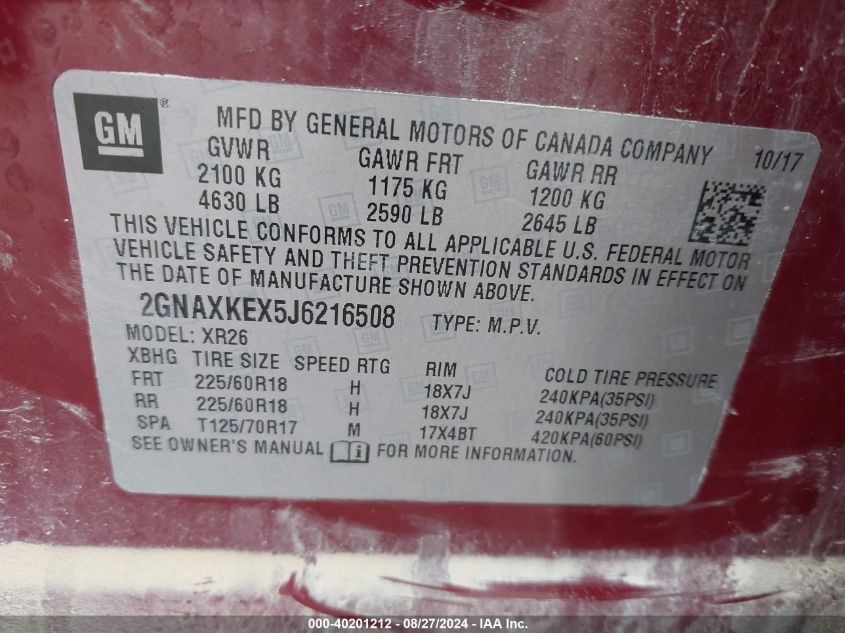 GM ®
MFD BY GENERAL MOTORS OF CANADA COMPANY 10/17
GVWR GAWR FRT GAWR RR
2100 KG 1175 KG 1200 KG
4630 LB 2590 LB 2645 LB
THIS VEHICLE CONFORMS TO ALL APPLICABLE U.S. FEDERAL MOTOR
VEHICLE SAFETY AND THEFT PREVENTION STANDARDS IN EFFECT ON
THE DATE OF MANUFACTURE SHOWN ABOVE.
2GNAXKEX5J6216508 TYPE: M.P.V.
MODEL: XR26
XBHG TIRE SIZE SPEED RTG RIM COLD TIRE PRESSURE
FRT 225/60R18 H 18X7J 240KPA(35PSI)
RR 225/60R18 H 18X7J 240KPA(35PSI)
SPA T125/70R17 M 17X4BT 420KPA(60PSI)
SEE OWNER'S MANUAL i FOR MORE INFORMATION.
000-40201212 - 08/27/2024 - IAA Inc.